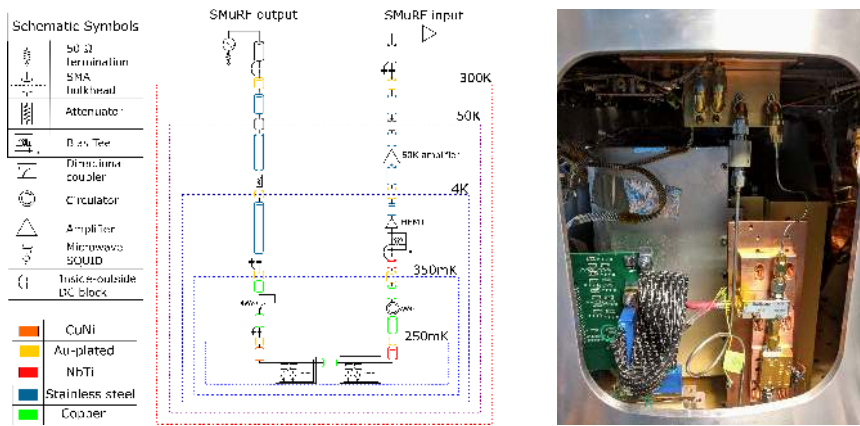 Schematic Symbols
50 Ω
termination
SMA
bulkhead
Attenuator
Bias Tee
Directional
coupler
Circulator
Amplifier
Microwave
SQUID
Inside-outside
DC block
CuNi
Au-plated
NbTi
Stainless steel
Copper
SMuRF output
SMuRF input
300K
50K
50K amplifier
4K
HEMT
350mK
250mK